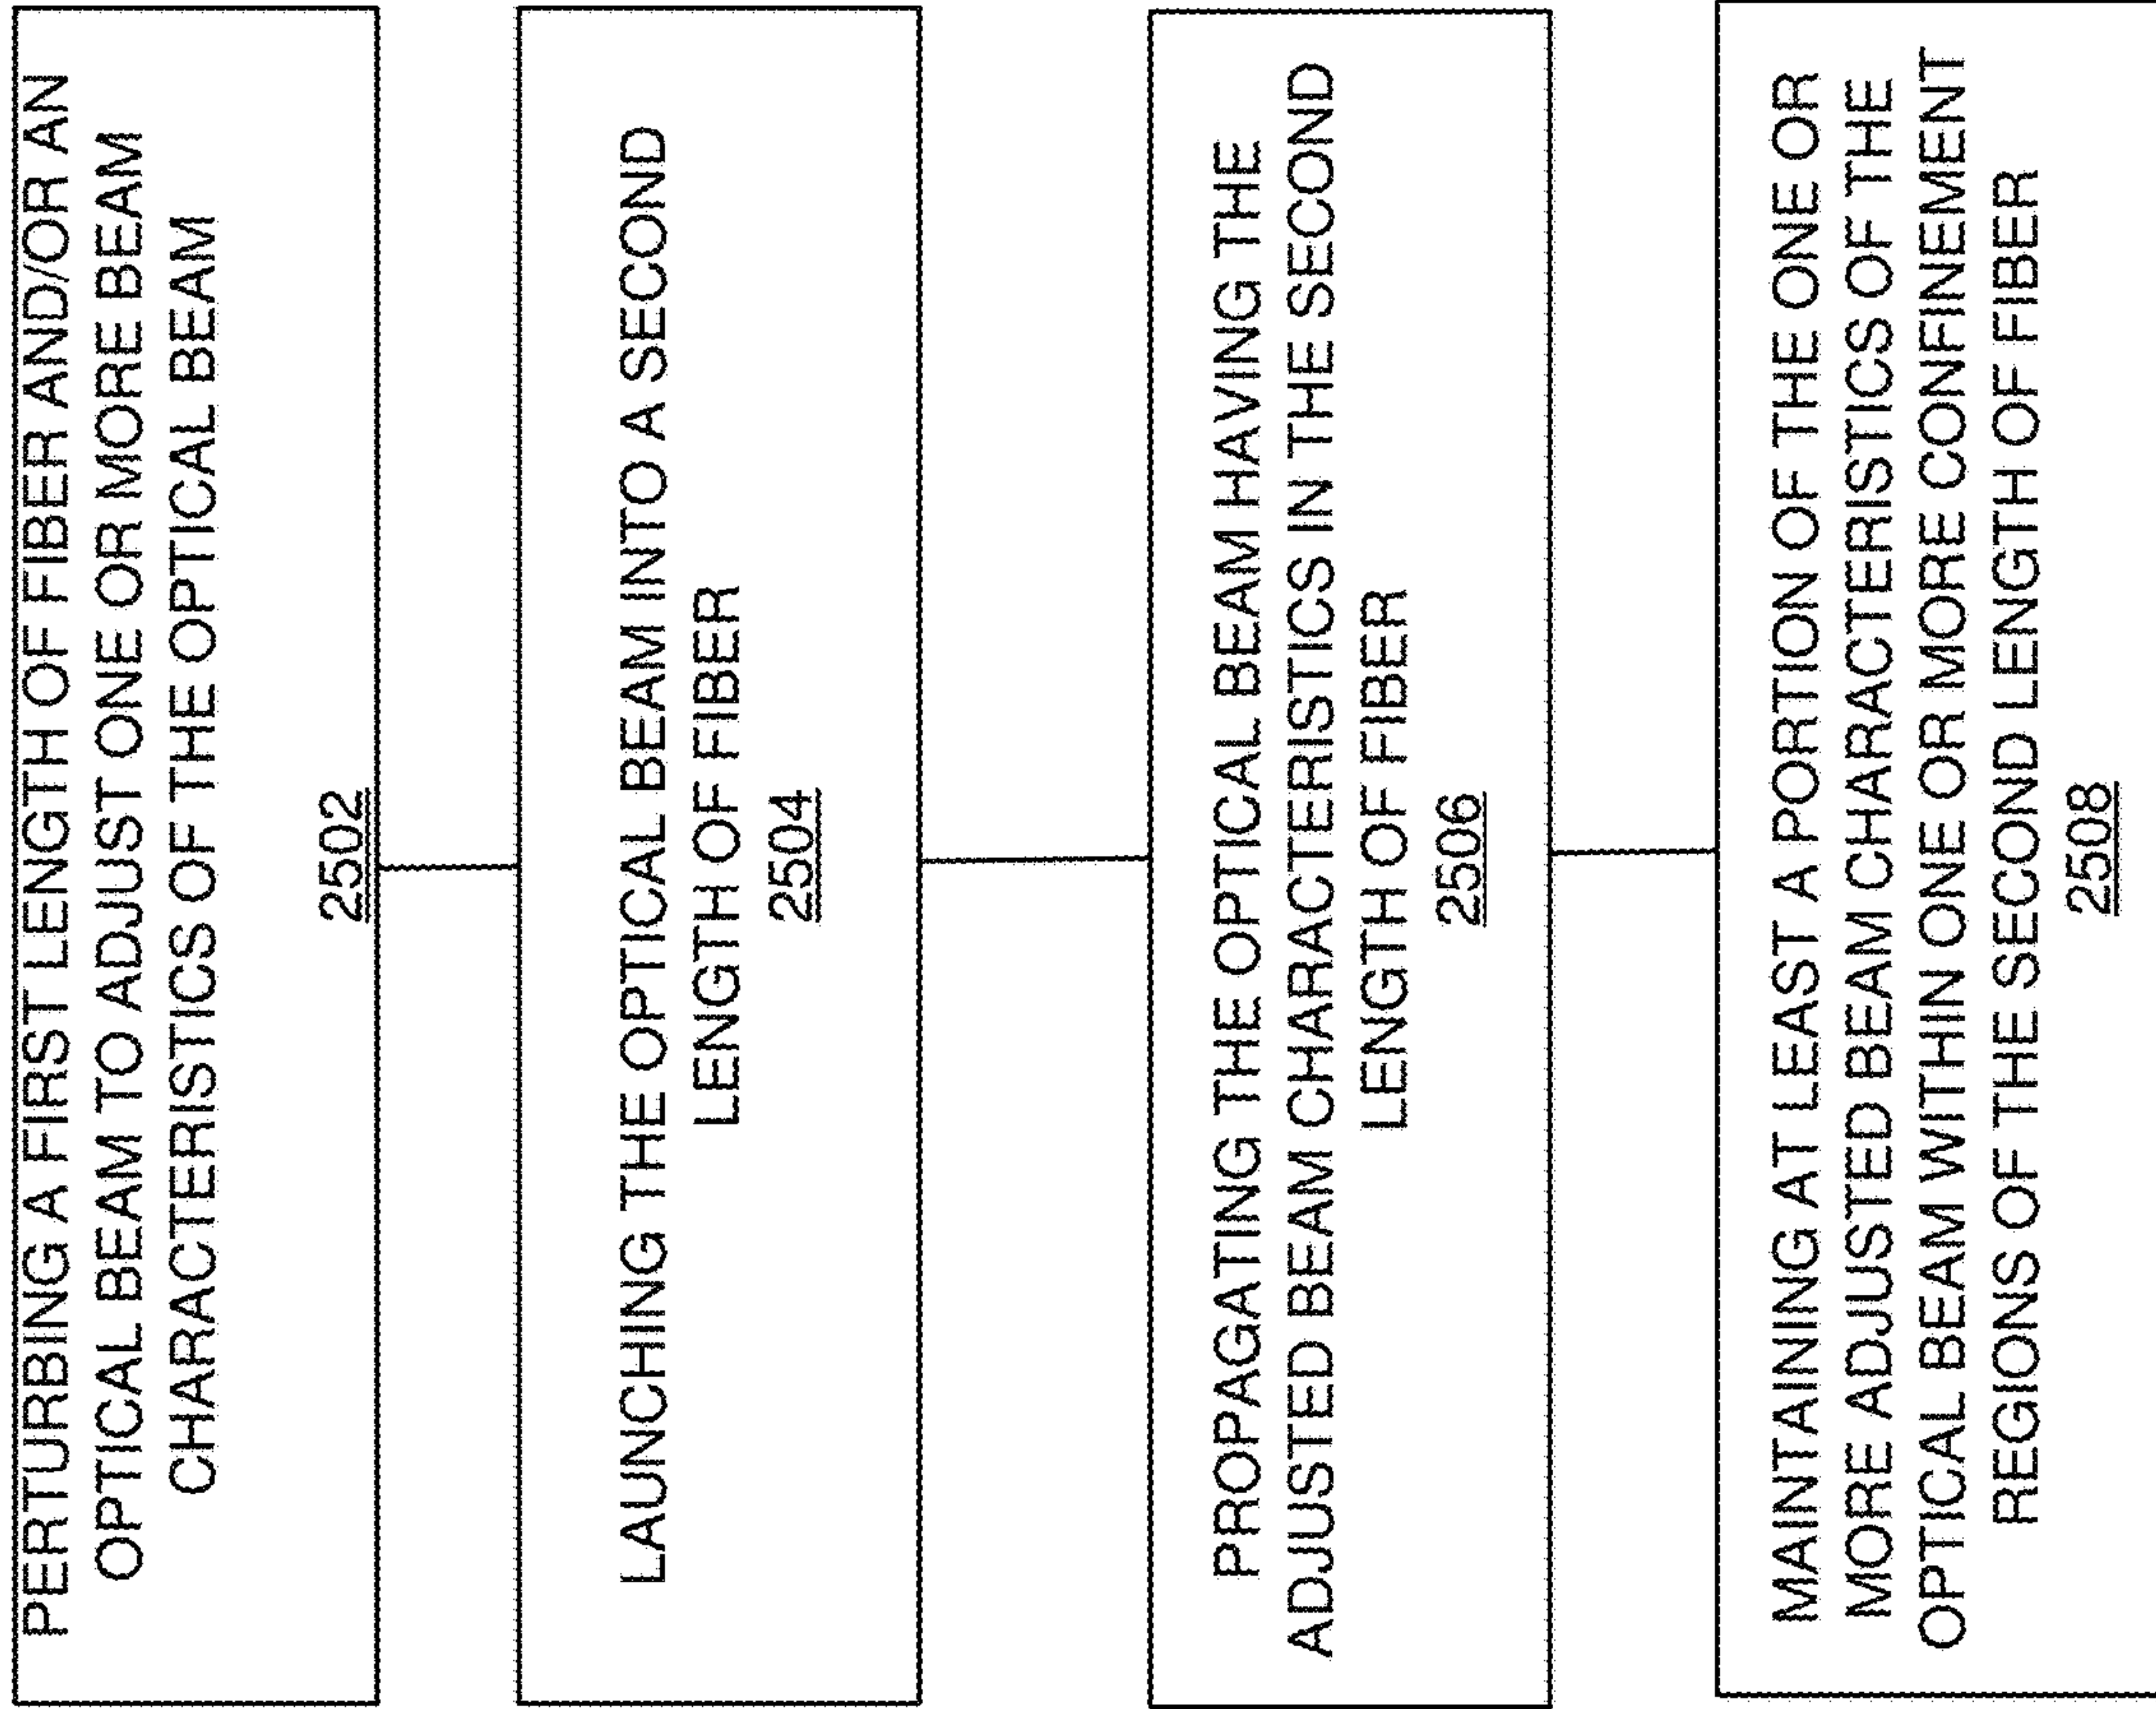 PERTURBING A FIRST LENGTH OF FIBER AND/OR AN
OPTICAL BEAM TO ADJUST ONE OR MORE BEAM
CHARACTERISTICS OF THE OPTICAL BEAM
2502
LAUNCHING THE OPTICAL BEAM INTO A SECOND
LENGTH OF FIBER
2504
PROPAGATING THE OPTICAL BEAM HAVING THE
ADJUSTED BEAM CHARACTERISTICS IN THE SECOND
LENGTH OF FIBER
2506
MAINTAINING AT LEAST A PORTION OF THE ONE OR
MORE ADJUSTED BEAM CHARACTERISTICS OF THE
OPTICAL BEAM WITHIN ONE OR MORE CONFINEMENT
REGIONS OF THE SECOND LENGTH OF FIBER
2508